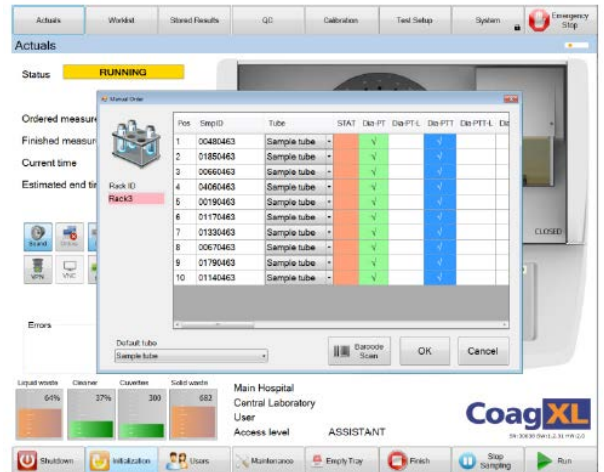 Actuals Worklist Stored Results QC Calibration Test Setup System Emergency Stop
Actuals
Status RUNNING
Ordered measure
Finished measure
Current time
Estimated end tim
Manual Order
Rack ID
Rack3
Pos SmpID Tube STAT Dia-PT Dia-PT-L Dia-PTT Dia-PTT-L Dia
1 00480463 Sample tube √ √
2 01850463 Sample tube √ √
3 00660463 Sample tube √ √
4 04060463 Sample tube √ √
5 00190463 Sample tube √ √
6 01170463 Sample tube √ √
7 01330463 Sample tube √ √
8 00670463 Sample tube √ √
9 01790463 Sample tube √ √
10 01140463 Sample tube √ √
Default tube
Sample tube
Barcode Scan
OK
Cancel
CLOSED
Sound
VPN VNC
Errors
Liquid waste Cleaner Cuvettes Solid waste
64% 37% 300 682
Main Hospital
Central Laboratory
User
Access level ASSISTANT
CoagXL
Shutdown Initialization Users Maintenance Empty Tray Finish Stop Sampling Run